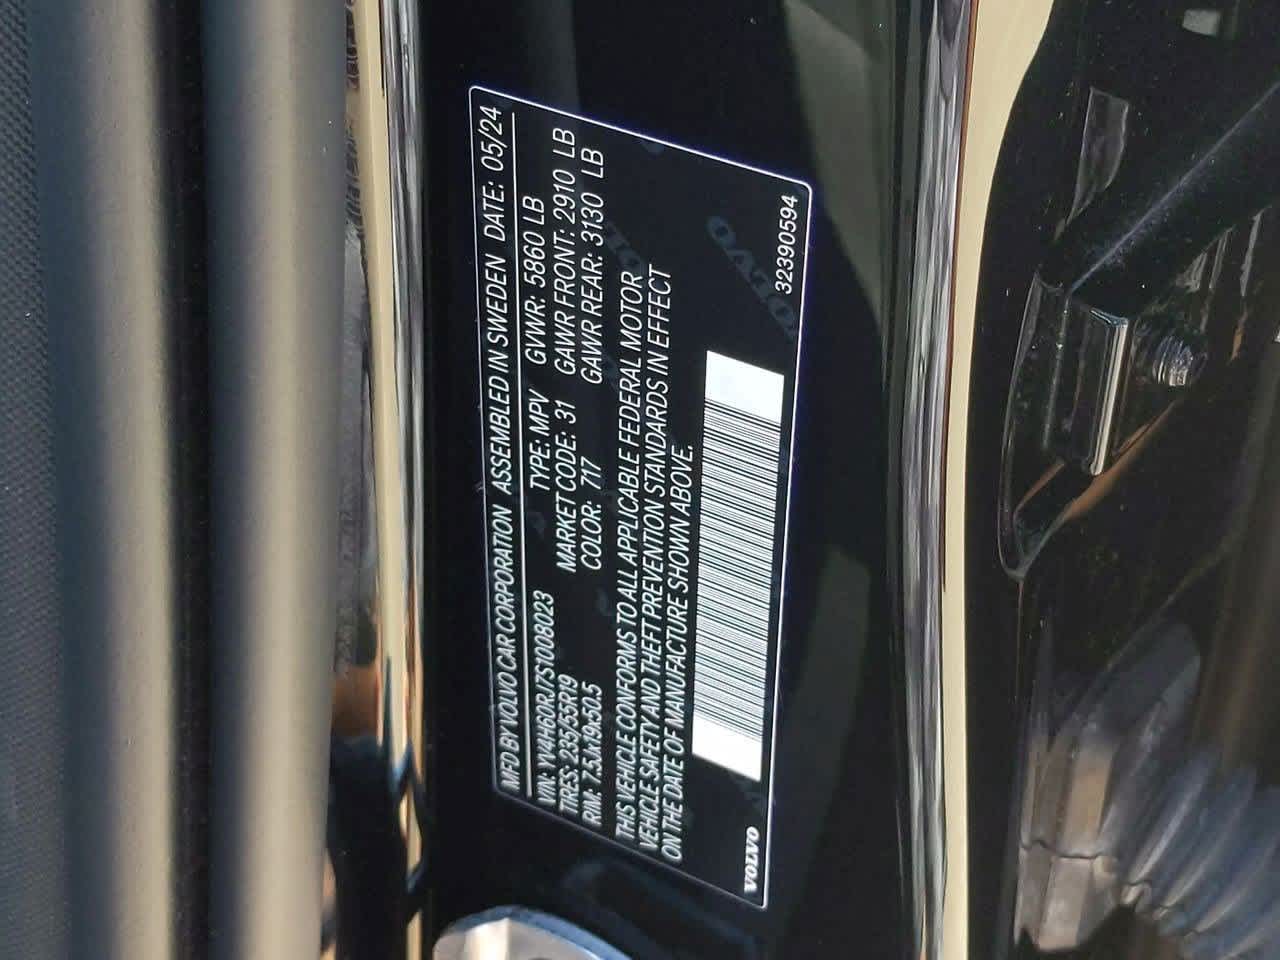 MFD BY VOLVO CAR CORPORATION ASSEMBLED IN SWEDEN DATE: 05/24
VIN: YV4H60RJ7S1008023 TYPE: MPV GVWR: 5860 LB
TIRES: 235/55R19 MARKET CODE: 31 GAWR FRONT: 2910 LB
RIM: 7.5Jx19x50.5 COLOR: 717 GAWR REAR: 3130 LB
THIS VEHICLE CONFORMS TO ALL APPLICABLE FEDERAL MOTOR
VEHICLE SAFETY AND THEFT PREVENTION STANDARDS IN EFFECT
ON THE DATE OF MANUFACTURE SHOWN ABOVE.
VOLVO 32390594
VOLVO